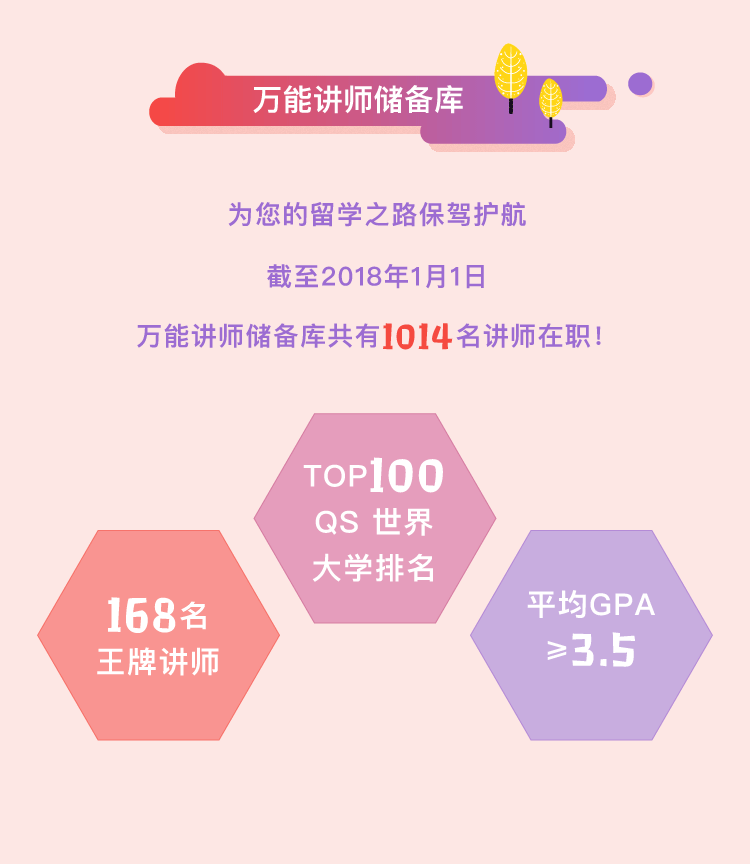 万能讲师储备库
为您的留学之路保驾护航
截至2018年1月1日
万能讲师储备库共有1014名讲师在职！
TOP100
QS 世界
大学排名
168名
王牌讲师
平均GPA
⩾3.5